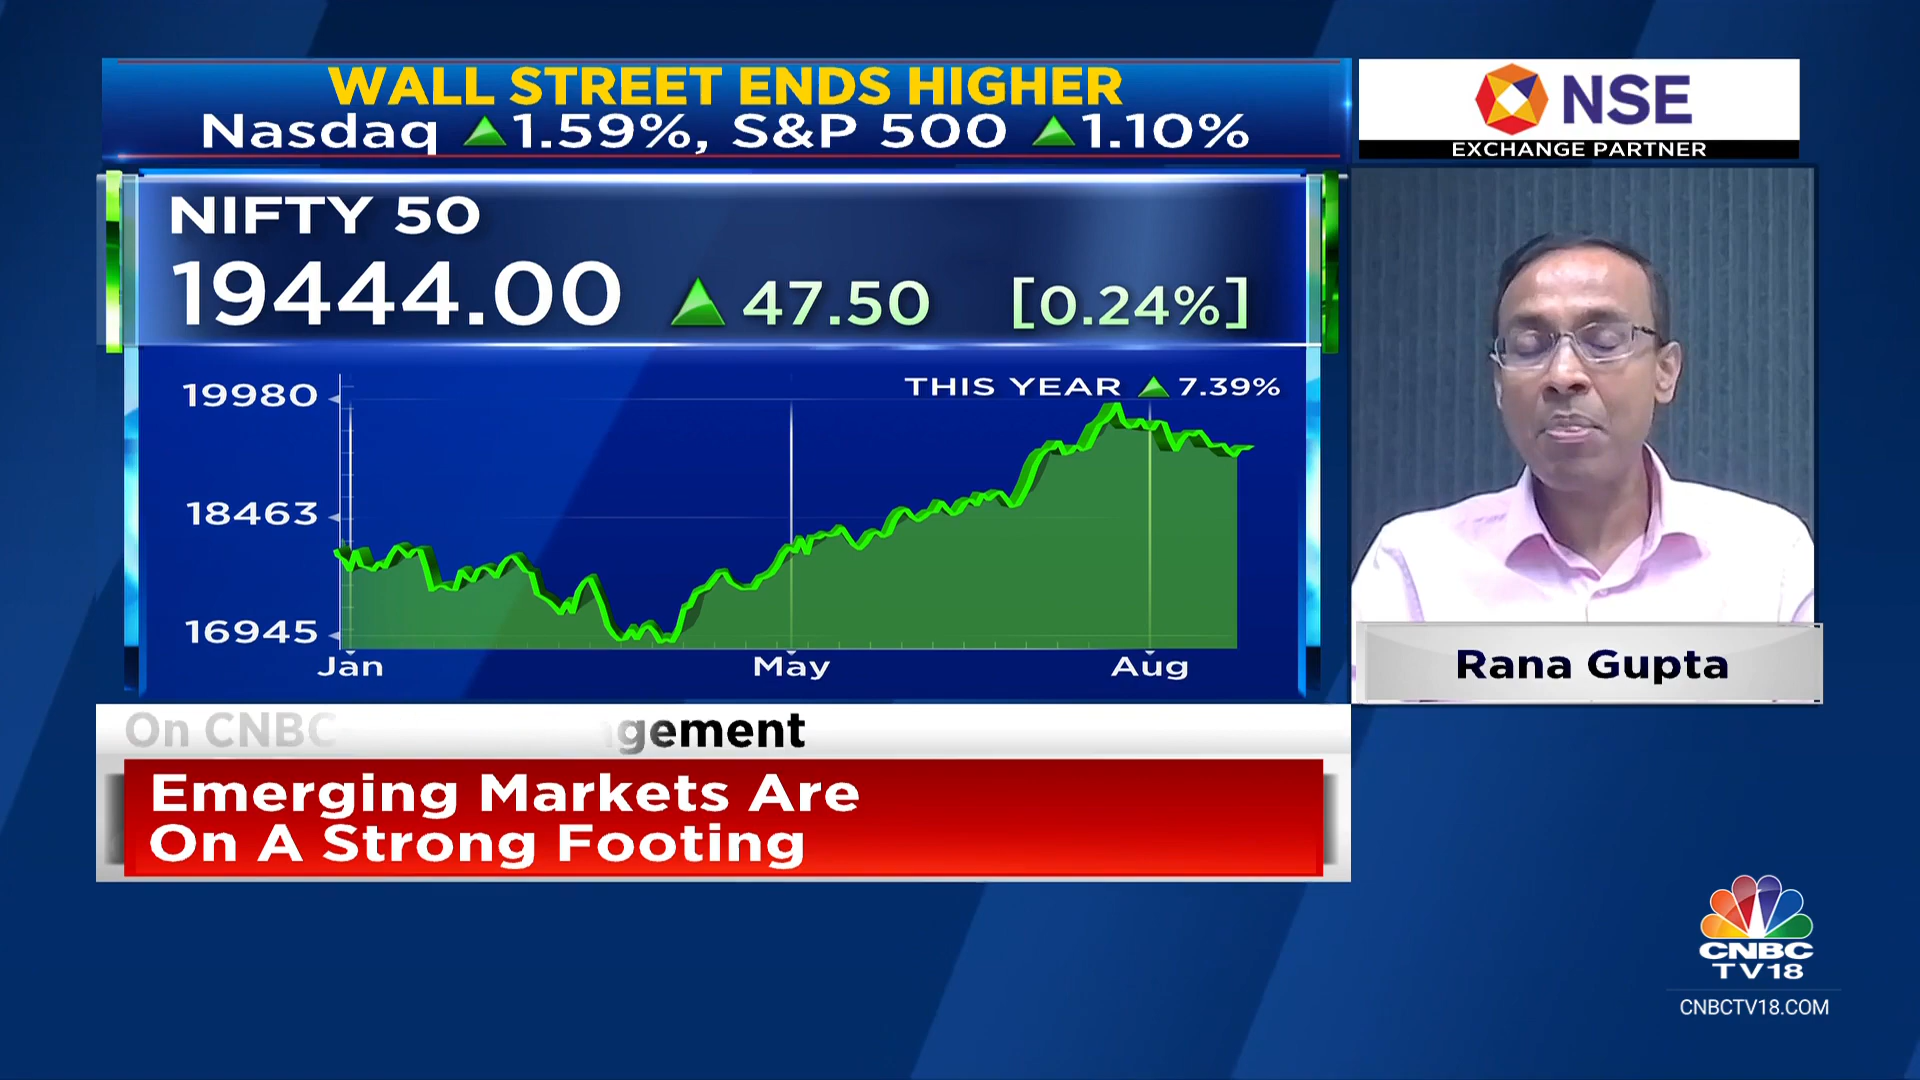 WALL STREET ENDS HIGHER
Nasdaq ▲1.59%, S&P 500 ▲1.10%
NSE
EXCHANGE PARTNER
NIFTY 50
19444.00 ▲ 47.50 [0.24%]
THIS YEAR ▲ 7.39%
19980
18463
16945
Jan May Aug
Rana Gupta
On CNBC
Emerging Markets Are
On A Strong Footing
CNBC
TV18
CNBCTV18.COM